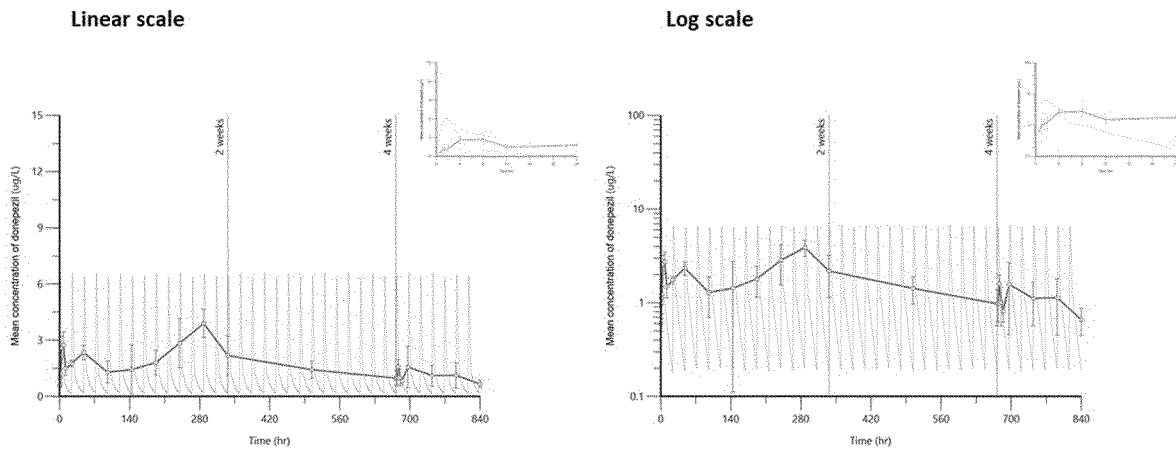 Linear scale
Log scale
Mean concentration of donepezil (ug/L)
15
12
9
6
3
0
2 weeks
4 weeks
0
140
280
420
560
700
840
Time (hr)
Mean concentration of donepezil (ug/L)
100
10
1
0.1
2 weeks
4 weeks
0
140
280
420
560
700
840
Time (hr)